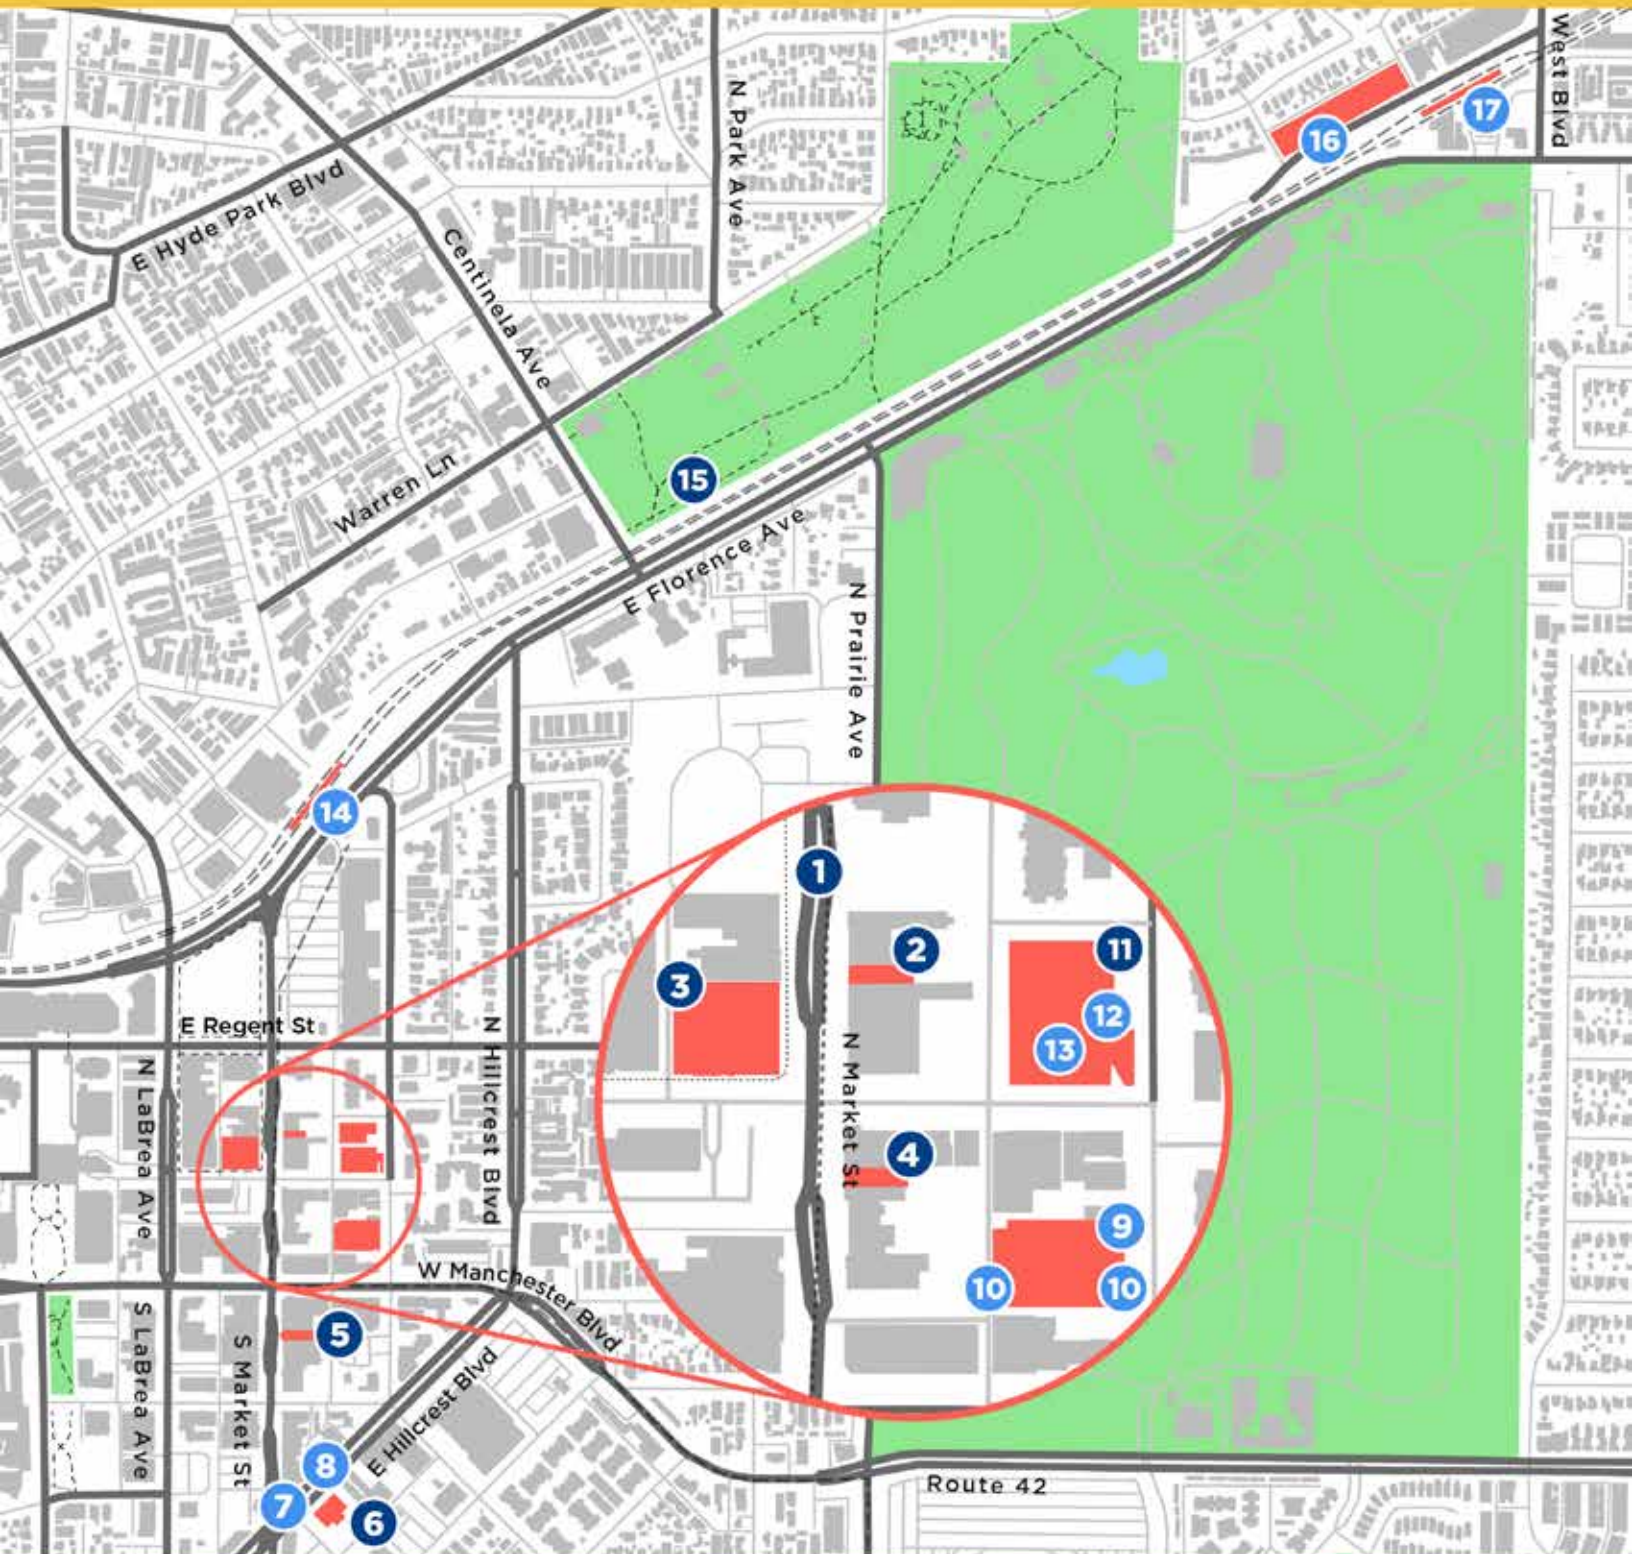 West Blvd
17
16
N Park Ave
E Hyde Park Blvd
Centinela Ave
Warren Ln
15
E Florence Ave
N Prairie Ave
14
1
2
11
3
12
13
E Regent St
N Hillcrest Blvd
N Market St
N LaBrea Ave
4
9
10
10
W Manchester Blvd
S LaBrea Ave
S Market St
5
E Hillcrest Blvd
8
7
6
Route 42